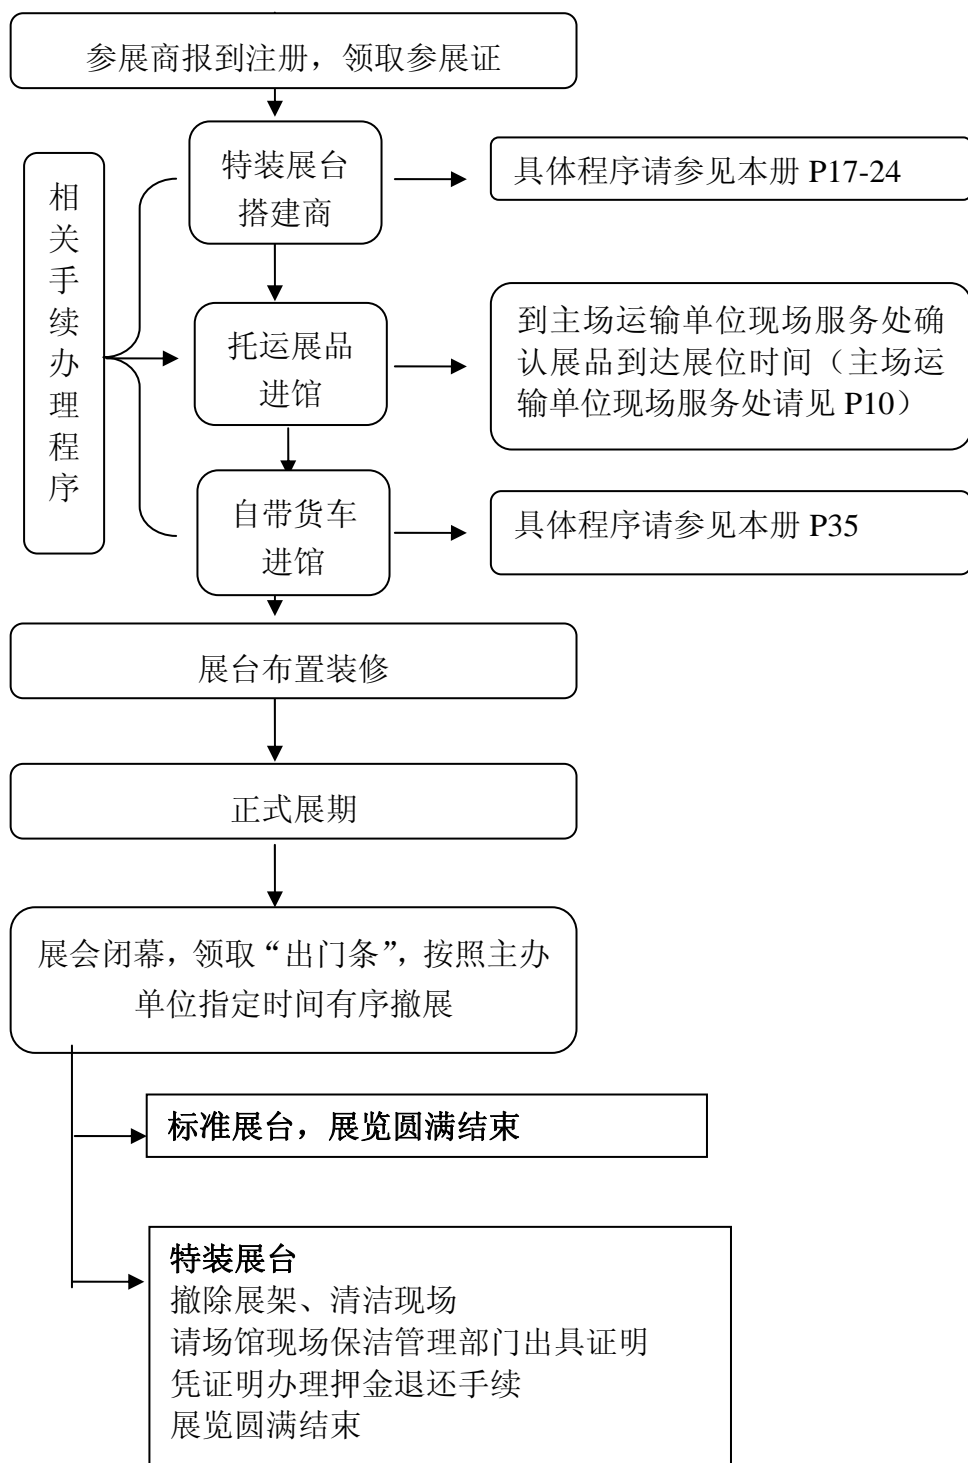 参展商报到注册，领取参展证
特装展台
搭建商
具体程序请参见本册 P17-24
相关手续办理程序
托运展品
进馆
到主场运输单位现场服务处确
认展品到达展位时间（主场运
输单位现场服务处请见 P10）
自带货车
进馆
具体程序请参见本册 P35
展台布置装修
正式展期
展会闭幕，领取“出门条”，按照主办
单位指定时间有序撤展
标准展台，展览圆满结束
特装展台
撤除展架、清洁现场
请场馆现场保洁管理部门出具证明
凭证明办理押金退还手续
展览圆满结束